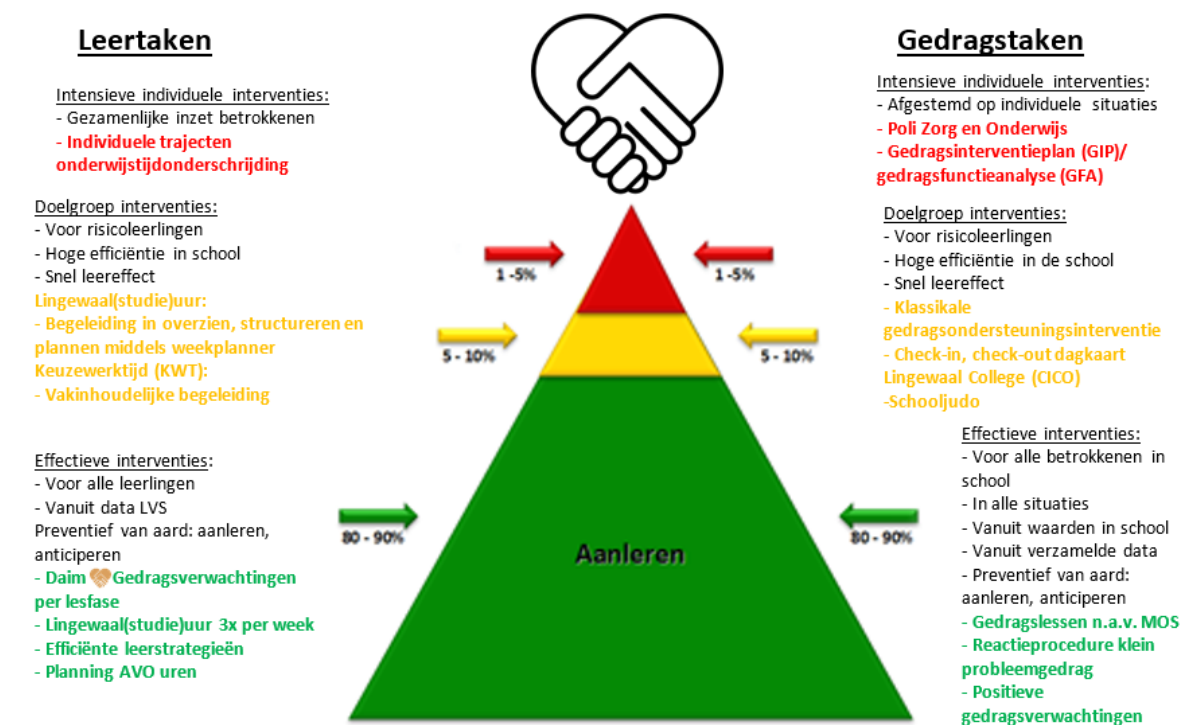 Leertaken
Intensieve individuele interventies:
- Gezamenlijke inzet betrokkenen
- Individuele trajecten
onderwijstijdonderschrijding
Doelgroep interventies:
- Voor risicoleerlingen
- Hoge efficiëntie in school
- Snel leereffect
Lingewaal(studie)uur:
- Begeleiding in overzien, structureren en
plannen middels weekplanner
Keuzewerktijd (KWT):
- Vakinhoudelijke begeleiding
Effectieve interventies:
- Voor alle leerlingen
- Vanuit data LVS
Preventief van aard: aanleren,
anticiperen
- Daim Gedragsverwachtingen
per lesfase
- Lingewaal(studie)uur 3x per week
- Efficiënte leerstrategieën
- Planning AVO uren
1 -5%
5 - 10%
80 - 90%
Aanleren
1 -5%
5 - 10%
80 - 90%
Gedragstaken
Intensieve individuele interventies:
- Afgestemd op individuele situaties
- Poli Zorg en Onderwijs
- Gedragsinterventieplan (GIP)/
gedragsfunctieanalyse (GFA)
Doelgroep interventies:
- Voor risicoleerlingen
- Hoge efficiëntie in de school
- Snel leereffect
- Klassikale
gedragsondersteuningsinterventie
- Check-in, check-out dagkaart
Lingewaal College (CICO)
-Schooljudo
Effectieve interventies:
- Voor alle betrokkenen in
school
- In alle situaties
- Vanuit waarden in school
- Vanuit verzamelde data
- Preventief van aard:
aanleren, anticiperen
- Gedragslessen n.a.v. MOS
- Reactieprocedure klein
probleemgedrag
- Positieve
gedragsverwachtingen